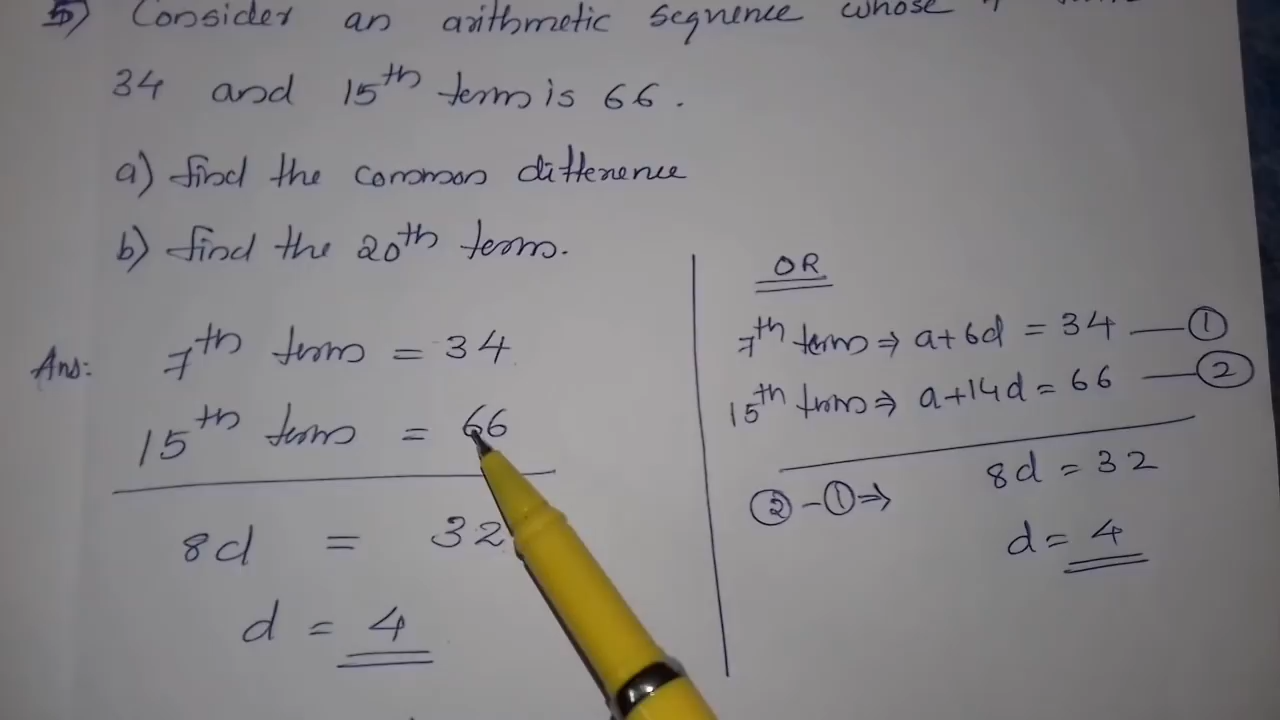 5) Consider an arithmetic sequence whose
34 and 15th term is 66.
a) find the common difference
b) find the 20th term.
Ans: 7th term = 34
15th term = 66
8d = 32
d = 4
OR
7th term ⇒ a+6d = 34 — ①
15th term ⇒ a+14d = 66 — ②
② - ① ⇒ 8d = 32
d = 4